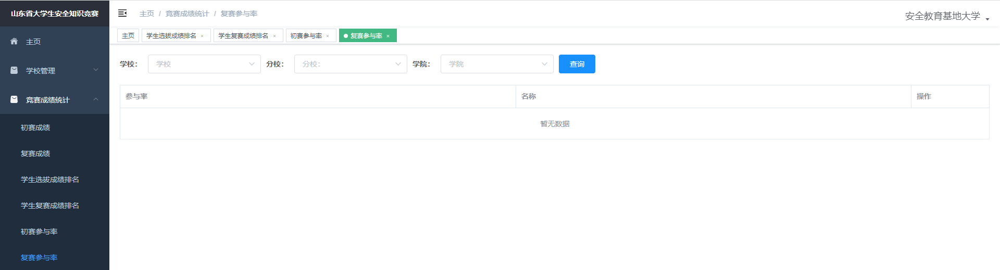 山东省大学生安全知识竞赛
主页 / 竟赛成绩统计 / 复赛参与率
安全教育基地大学
主页
学校管理
竟赛成绩统计
初赛成绩
复赛成绩
学生选拔成绩排名
学生复赛成绩排名
初赛参与率
复赛参与率
主页 学生选拔成绩排名 × 学生复赛成绩排名 × 初赛参与率 × 复赛参与率 ×
学校： 学校 分校： 分校： 学院： 学院 查询
参与率 名称 操作
暂无数据